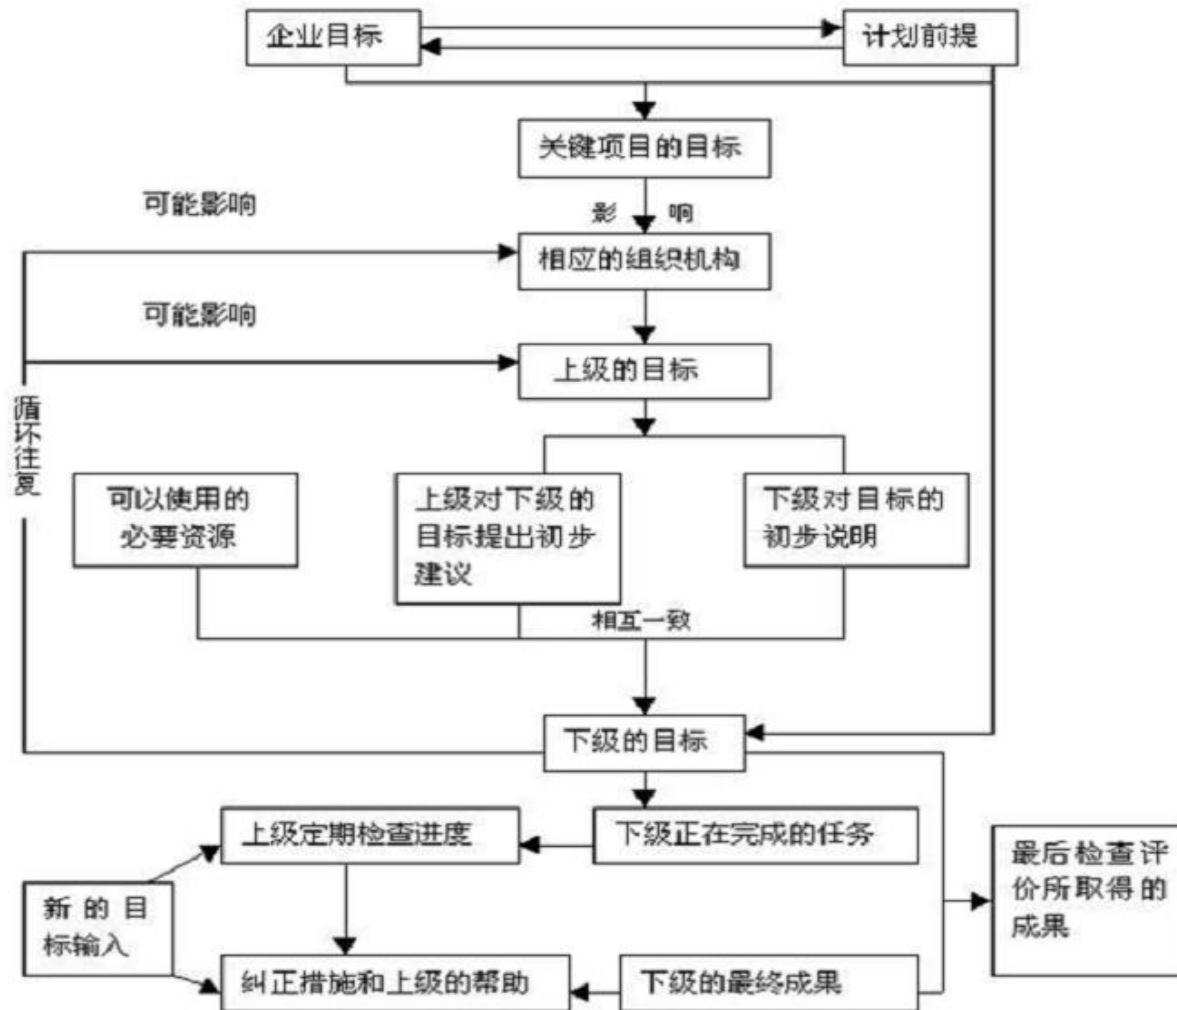 企业目标
计划前提
关键项目的目标
可能影响
影 响
相应的组织机构
可能影响
上级的目标
循环往复
可以使用的
必要资源
上级对下级的
目标提出初步
建议
下级对目标的
初步说明
相互一致
下级的目标
上级定期检查进度
下级正在完成的任务
最后检查评
价所取得的
成果
新的目
标输入
纠正措施和上级的帮助
下级的最终成果